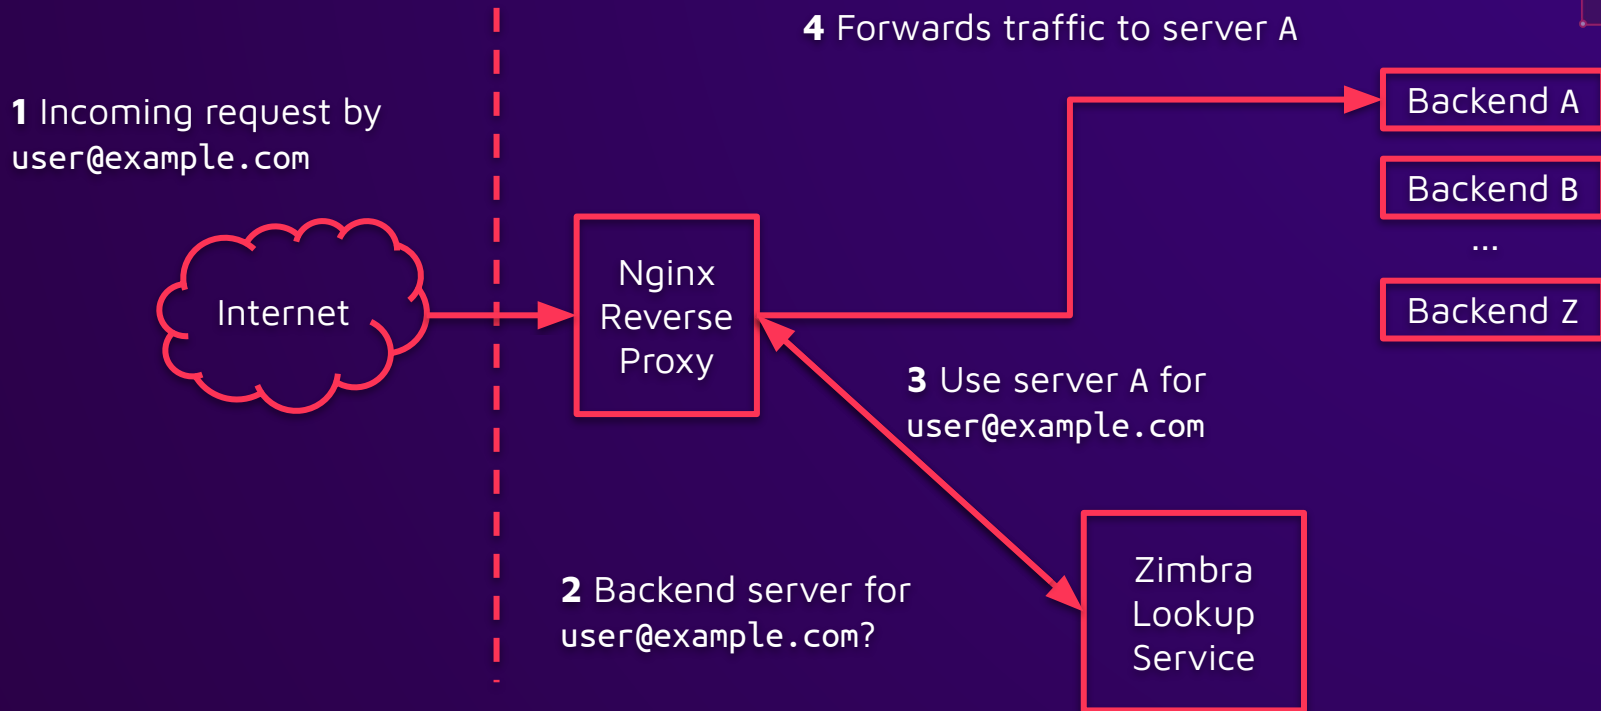 4 Forwards traffic to server A
1 Incoming request by
user@example.com
Backend A
Backend B
...
Backend Z
Internet
Nginx
Reverse
Proxy
3 Use server A for
user@example.com
2 Backend server for
user@example.com?
Zimbra
Lookup
Service